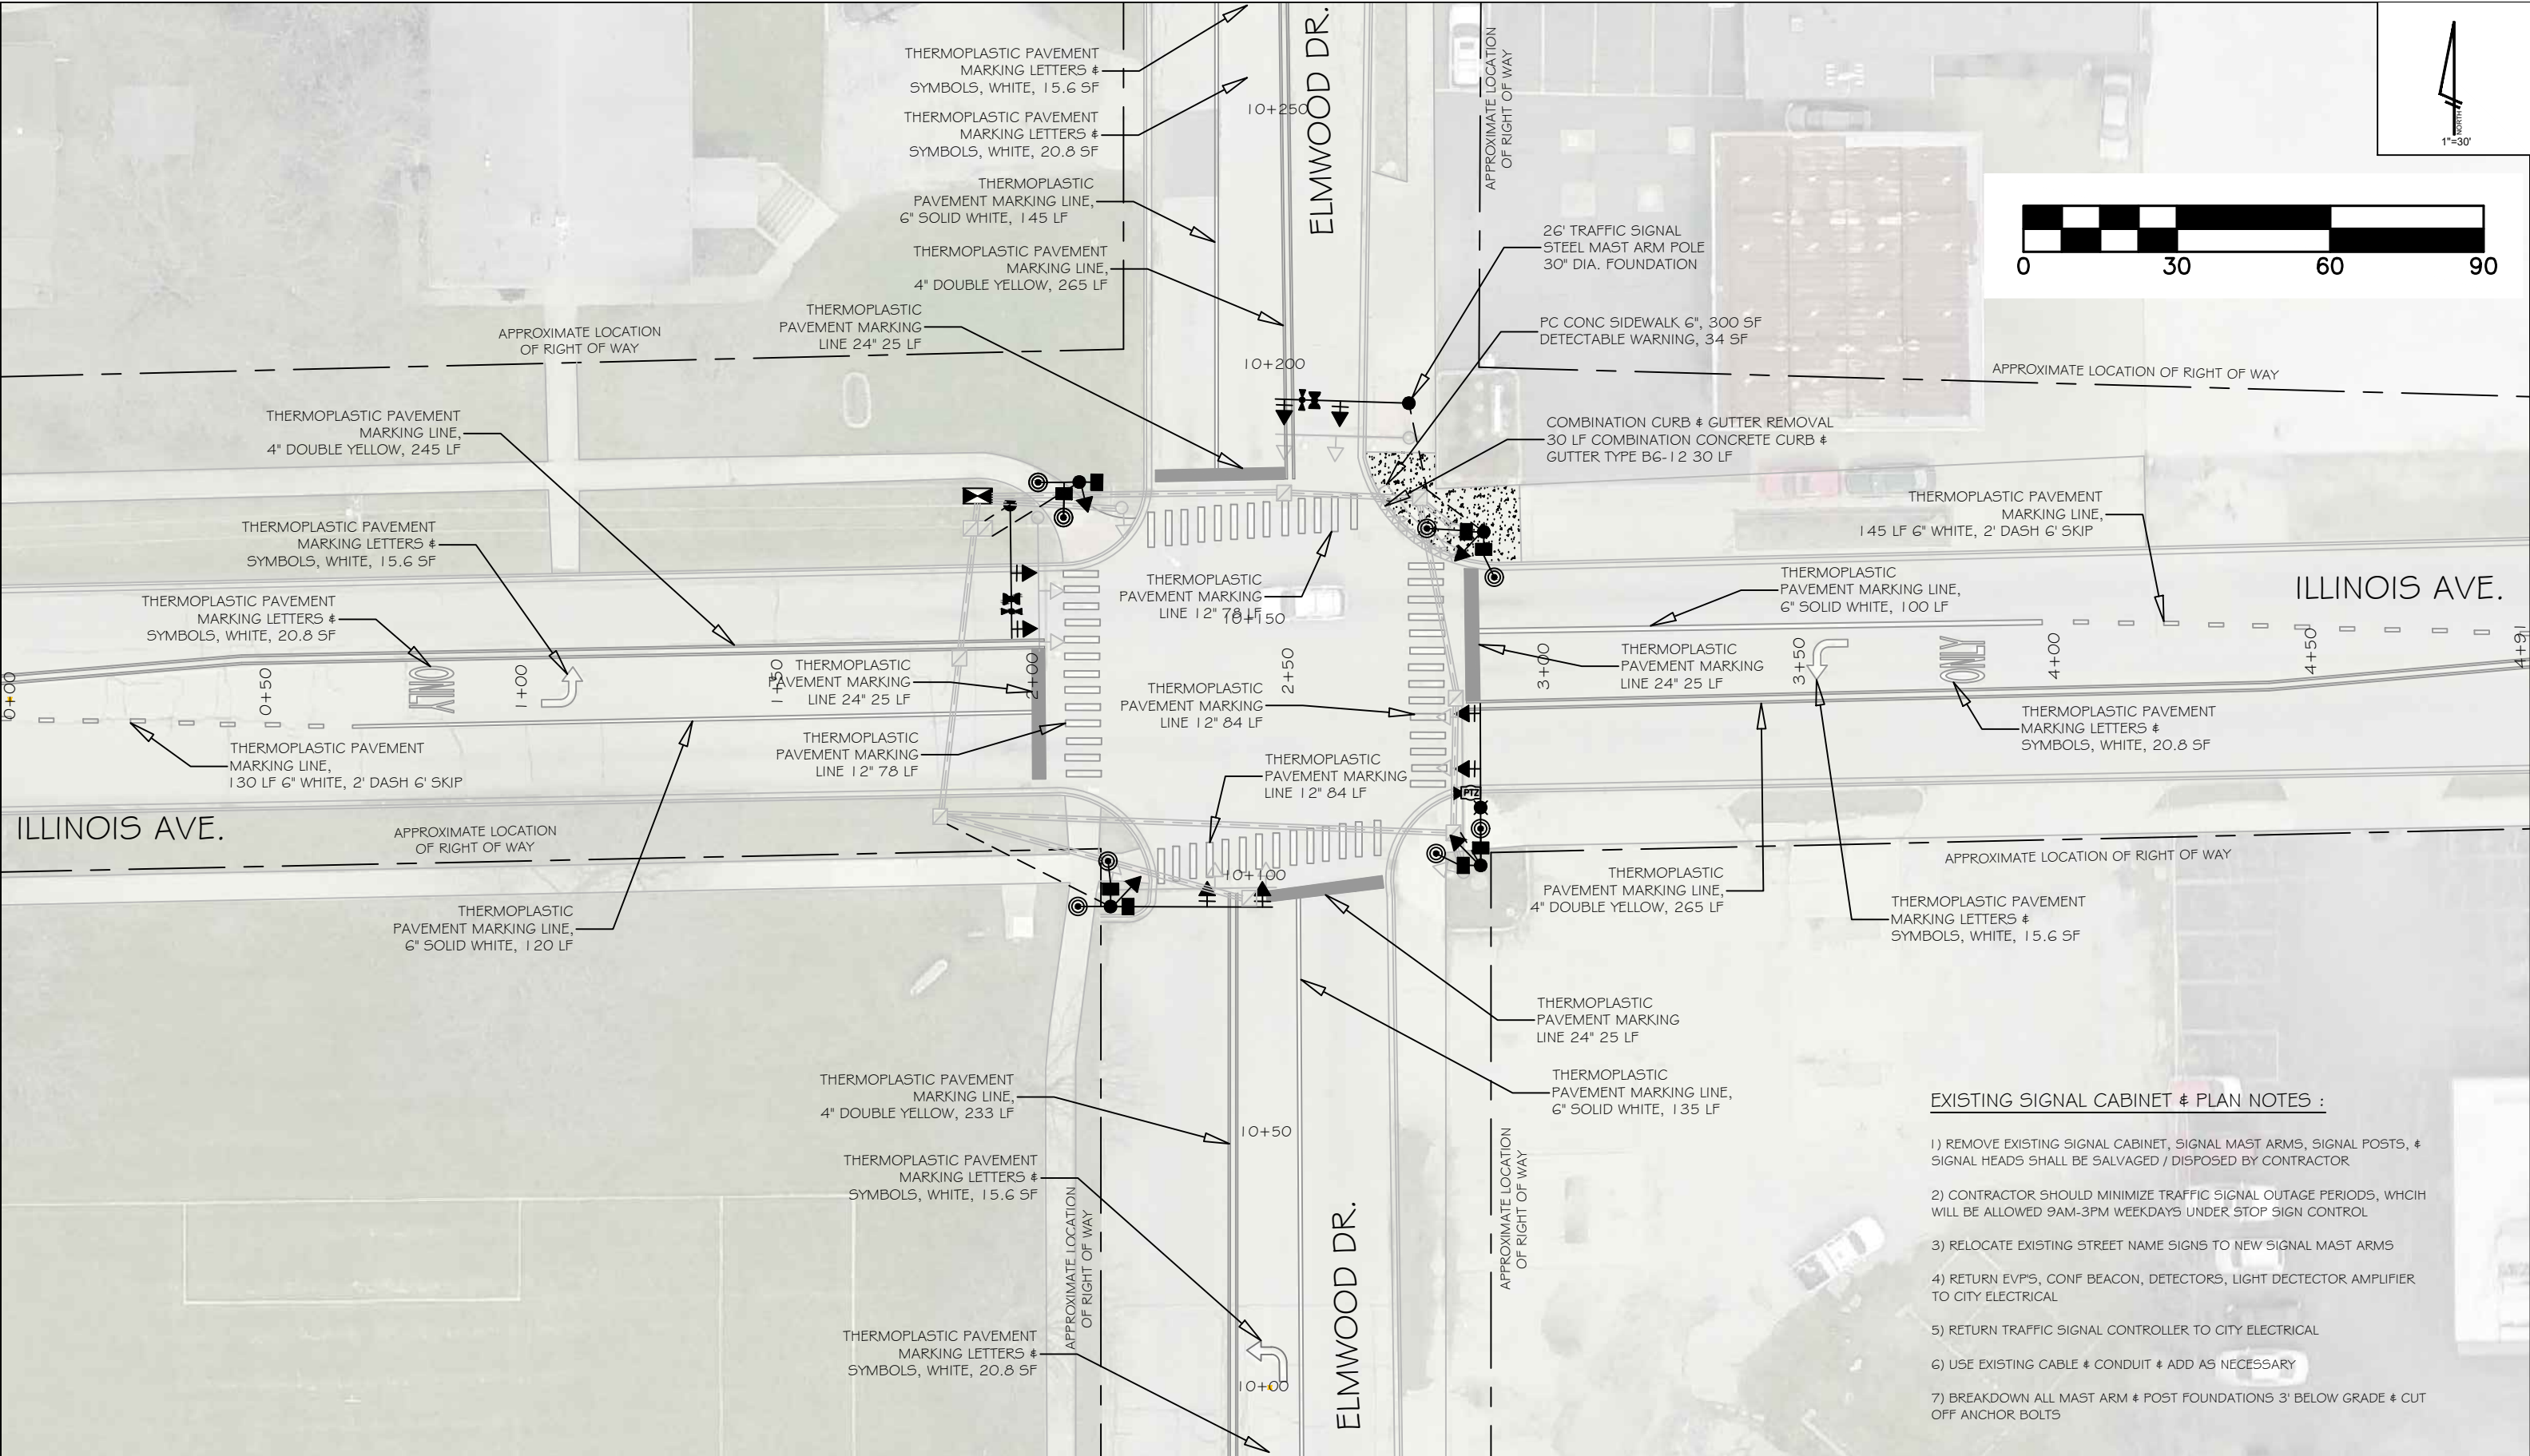 THERMOPLASTIC PAVEMENT
MARKING LETTERS &
SYMBOLS, WHITE, 15.6 SF
THERMOPLASTIC PAVEMENT
MARKING LETTERS &
SYMBOLS, WHITE, 20.8 SF
THERMOPLASTIC
PAVEMENT MARKING LINE,
6" SOLID WHITE, 145 LF
THERMOPLASTIC PAVEMENT
MARKING LINE,
4" DOUBLE YELLOW, 265 LF
THERMOPLASTIC
PAVEMENT MARKING
LINE 24" 25 LF
10+250
10+200
ELMWOOD DR.
APPROXIMATE LOCATION
OF RIGHT OF WAY
NORTH
1"=30'
0
30
60
90
26' TRAFFIC SIGNAL
STEEL MAST ARM POLE
30" DIA. FOUNDATION
PC CONC SIDEWALK 6", 300 SF
DETECTABLE WARNING, 34 SF
COMBINATION CURB & GUTTER REMOVAL
30 LF COMBINATION CONCRETE CURB &
GUTTER TYPE B6-12 30 LF
APPROXIMATE LOCATION OF RIGHT OF WAY
APPROXIMATE LOCATION
OF RIGHT OF WAY
THERMOPLASTIC PAVEMENT
MARKING LINE,
4" DOUBLE YELLOW, 245 LF
THERMOPLASTIC PAVEMENT
MARKING LETTERS &
SYMBOLS, WHITE, 15.6 SF
THERMOPLASTIC PAVEMENT
MARKING LETTERS &
SYMBOLS, WHITE, 20.8 SF
THERMOPLASTIC PAVEMENT
MARKING LINE,
145 LF 6" WHITE, 2' DASH 6' SKIP
THERMOPLASTIC
PAVEMENT MARKING LINE,
6" SOLID WHITE, 100 LF
ILLINOIS AVE.
THERMOPLASTIC
PAVEMENT MARKING
LINE 12" 78 LF
10+150
0+00
0+50
ONLY
1+00
1+50
2+00
2+50
3+00
3+50
ONLY
4+00
4+50
4+91
THERMOPLASTIC
PAVEMENT MARKING
LINE 24" 25 LF
THERMOPLASTIC
PAVEMENT MARKING
LINE 12" 84 LF
THERMOPLASTIC
PAVEMENT MARKING
LINE 24" 25 LF
THERMOPLASTIC PAVEMENT
MARKING LETTERS &
SYMBOLS, WHITE, 20.8 SF
THERMOPLASTIC PAVEMENT
MARKING LINE,
130 LF 6" WHITE, 2' DASH 6' SKIP
THERMOPLASTIC
PAVEMENT MARKING
LINE 12" 78 LF
THERMOPLASTIC
PAVEMENT MARKING
LINE 12" 84 LF
PTZ
ILLINOIS AVE.
APPROXIMATE LOCATION
OF RIGHT OF WAY
APPROXIMATE LOCATION OF RIGHT OF WAY
10+100
THERMOPLASTIC
PAVEMENT MARKING LINE,
4" DOUBLE YELLOW, 265 LF
THERMOPLASTIC PAVEMENT
MARKING LETTERS &
SYMBOLS, WHITE, 15.6 SF
THERMOPLASTIC
PAVEMENT MARKING LINE,
6" SOLID WHITE, 120 LF
THERMOPLASTIC
PAVEMENT MARKING
LINE 24" 25 LF
THERMOPLASTIC
PAVEMENT MARKING LINE,
6" SOLID WHITE, 135 LF
THERMOPLASTIC PAVEMENT
MARKING LINE,
4" DOUBLE YELLOW, 233 LF
10+50
THERMOPLASTIC PAVEMENT
MARKING LETTERS &
SYMBOLS, WHITE, 15.6 SF
APPROXIMATE LOCATION
OF RIGHT OF WAY
APPROXIMATE LOCATION
OF RIGHT OF WAY
ELMWOOD DR.
THERMOPLASTIC PAVEMENT
MARKING LETTERS &
SYMBOLS, WHITE, 20.8 SF
10+00
EXISTING SIGNAL CABINET & PLAN NOTES :
1) REMOVE EXISTING SIGNAL CABINET, SIGNAL MAST ARMS, SIGNAL POSTS, &
SIGNAL HEADS SHALL BE SALVAGED / DISPOSED BY CONTRACTOR
2) CONTRACTOR SHOULD MINIMIZE TRAFFIC SIGNAL OUTAGE PERIODS, WHCIH
WILL BE ALLOWED 9AM-3PM WEEKDAYS UNDER STOP SIGN CONTROL
3) RELOCATE EXISTING STREET NAME SIGNS TO NEW SIGNAL MAST ARMS
4) RETURN EVP'S, CONF BEACON, DETECTORS, LIGHT DECTECTOR AMPLIFIER
TO CITY ELECTRICAL
5) RETURN TRAFFIC SIGNAL CONTROLLER TO CITY ELECTRICAL
6) USE EXISTING CABLE & CONDUIT & ADD AS NECESSARY
7) BREAKDOWN ALL MAST ARM & POST FOUNDATIONS 3' BELOW GRADE & CUT
OFF ANCHOR BOLTS